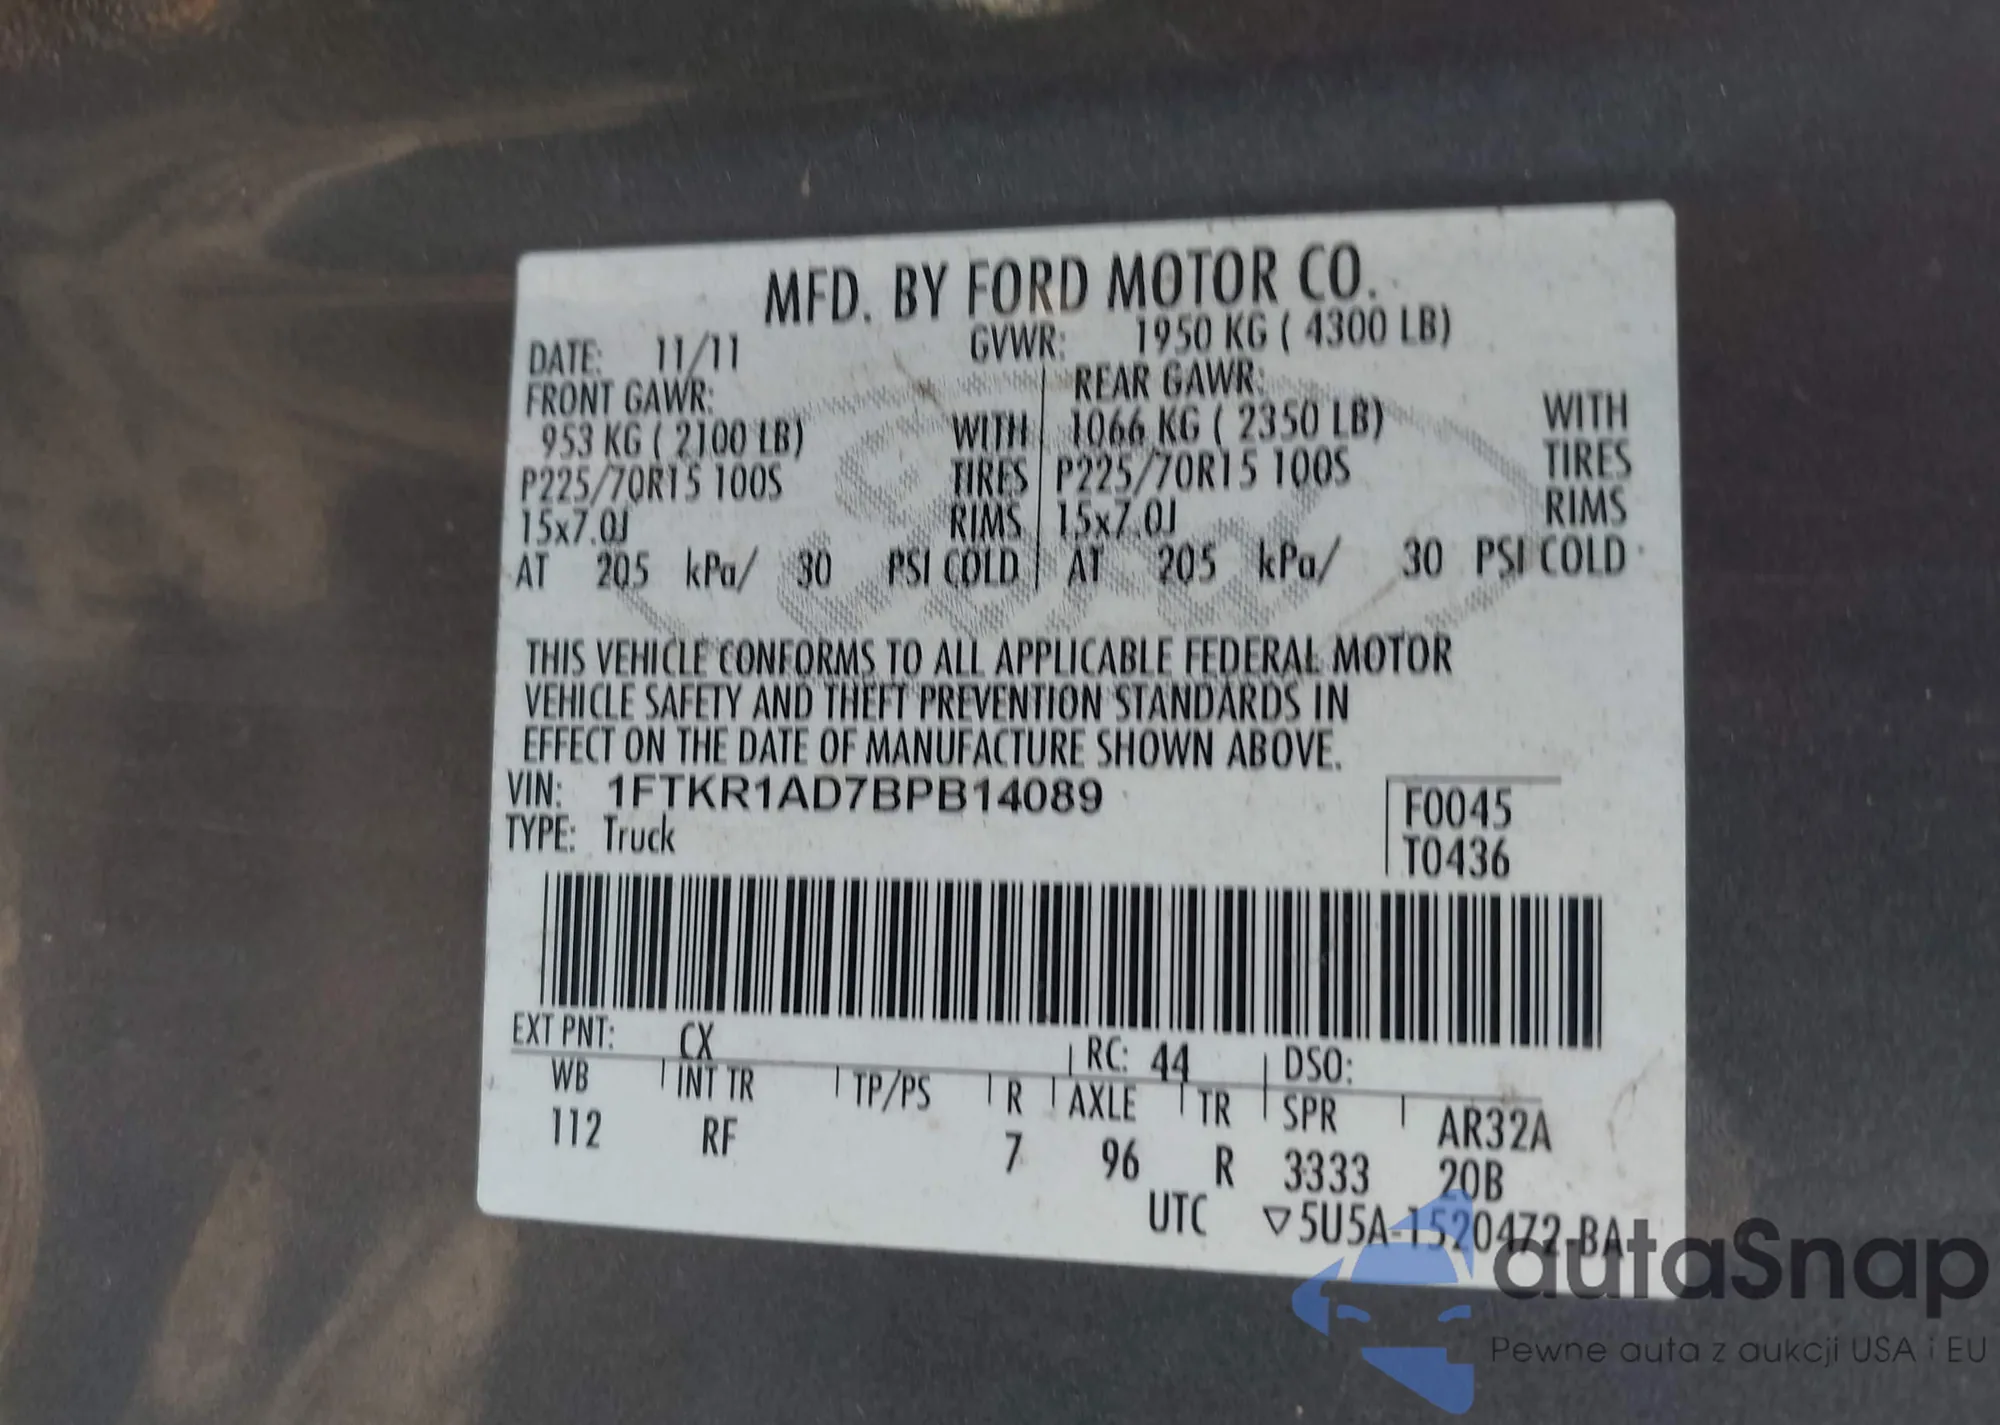 MFD. BY FORD MOTOR CO.
DATE: 11/11 GVWR: 1950 KG ( 4300 LB)
FRONT GAWR: REAR GAWR:
953 KG ( 2100 LB) WITH 1066 KG ( 2350 LB) WITH
P225/70R15 100S TIRES P225/70R15 100S TIRES
15x7.0J RIMS 15x7.0J RIMS
AT 205 kPa/ 30 PSI COLD AT 205 kPa/ 30 PSI COLD
THIS VEHICLE CONFORMS TO ALL APPLICABLE FEDERAL MOTOR
VEHICLE SAFETY AND THEFT PREVENTION STANDARDS IN
EFFECT ON THE DATE OF MANUFACTURE SHOWN ABOVE.
VIN: 1FTKR1AD7BPB14089 F0045
TYPE: Truck T0436
EXT PNT: CX RC: 44 DSO:
WB INT TR TP/PS R AXLE TR SPR AR32A
112 RF 7 96 R 3333 20B
UTC ▽5U5A-1520472-BA
autaSnap
Pewne auta z aukcji USA i EU